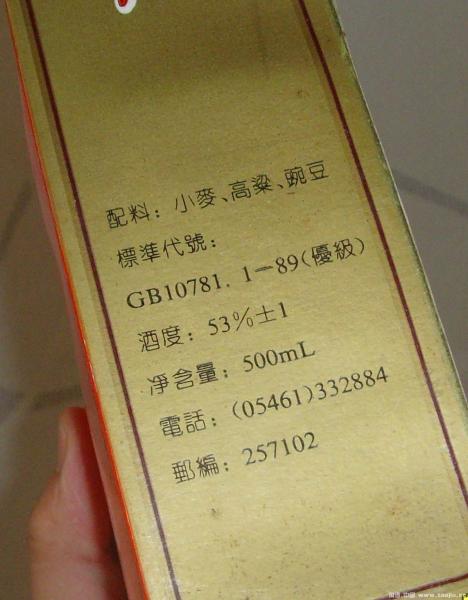 配料：小麥、高粱、豌豆
標準代號：
GB10781.1—89(優級)
酒度：53%±1
凈含量：500mL
電話：(05461)332884
郵編：257102